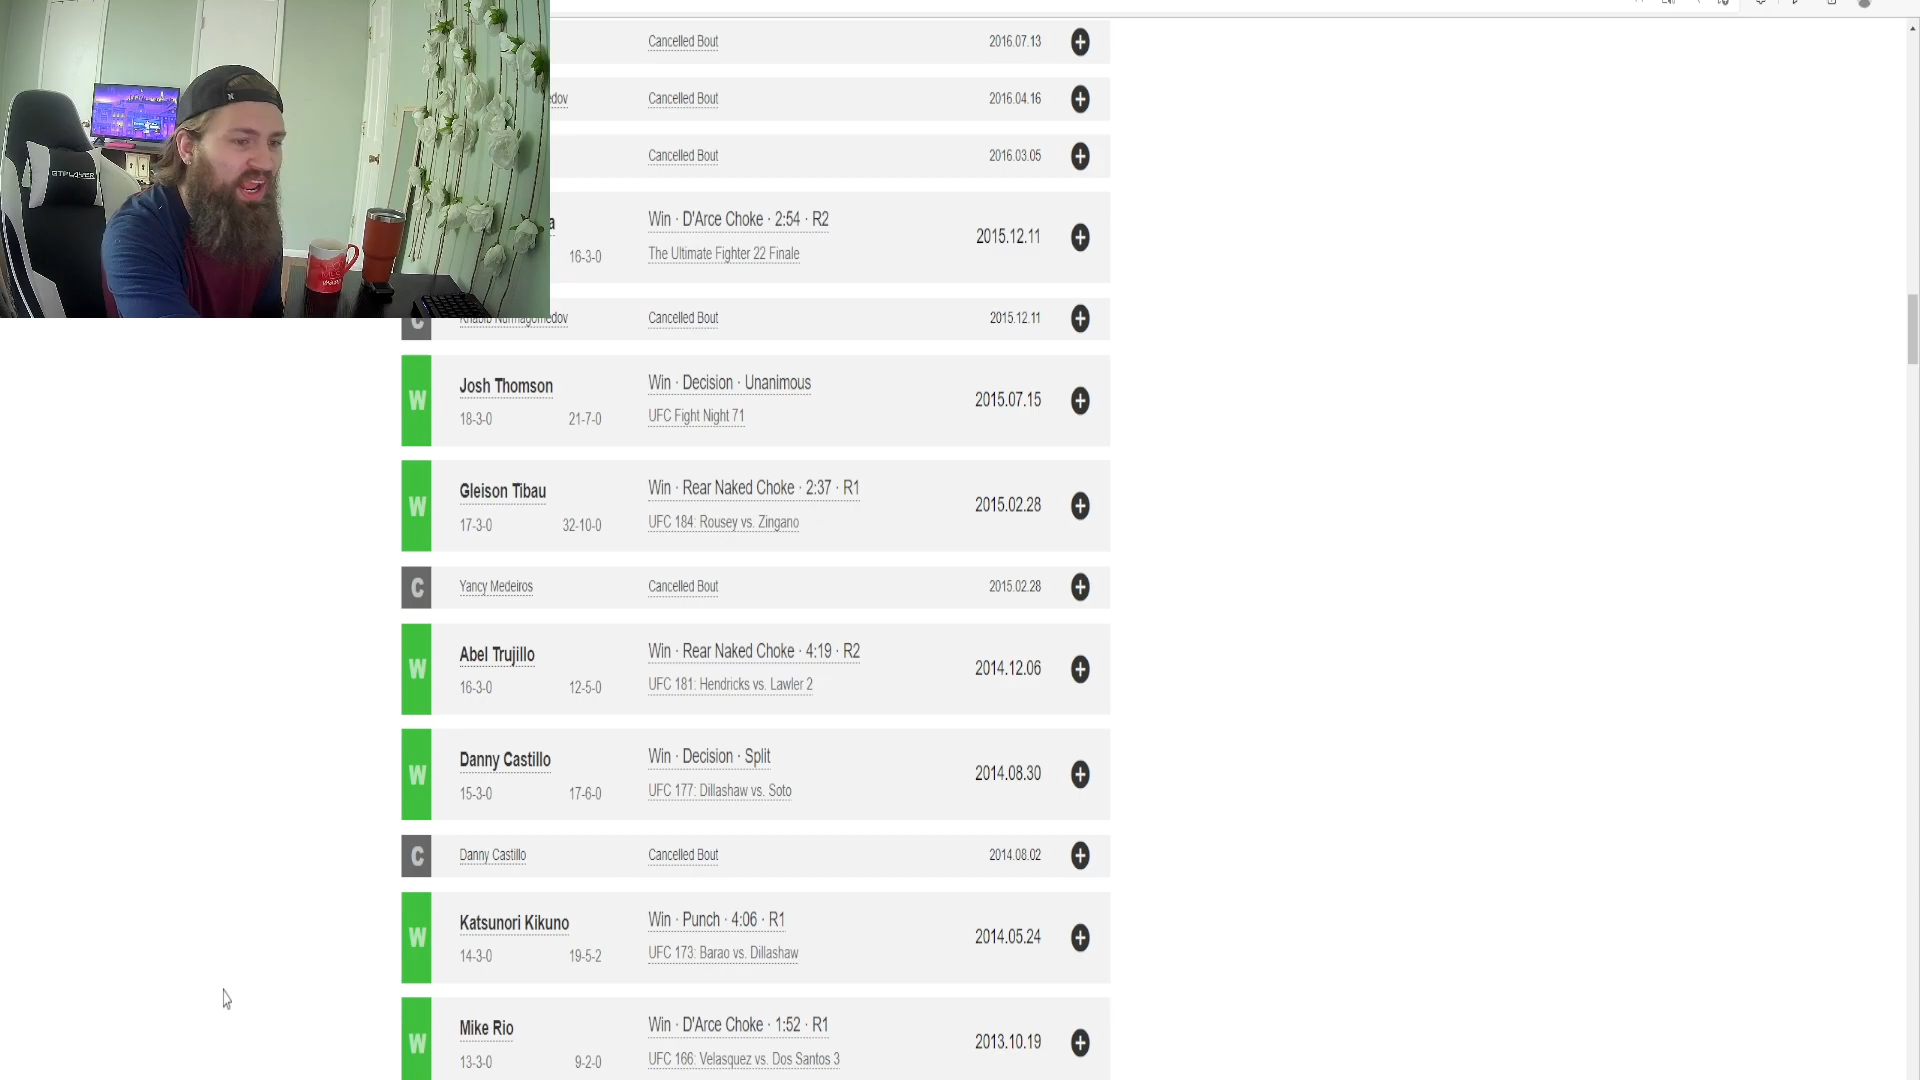 Cancelled Bout 2016.07.13
edov Cancelled Bout 2016.04.16
Cancelled Bout 2016.03.05
GTPLAYER
a Win · D'Arce Choke · 2:54 · R2
2015.12.11
16-3-0 The Ultimate Fighter 22 Finale
C Khabib Nurmagomedov Cancelled Bout 2015.12.11
Josh Thomson Win · Decision · Unanimous
W 2015.07.15
18-3-0 21-7-0 UFC Fight Night 71
Gleison Tibau Win · Rear Naked Choke · 2:37 · R1
W 2015.02.28
17-3-0 32-10-0 UFC 184: Rousey vs. Zingano
C Yancy Medeiros Cancelled Bout 2015.02.28
Abel Trujillo Win · Rear Naked Choke · 4:19 · R2
W 2014.12.06
16-3-0 12-5-0 UFC 181: Hendricks vs. Lawler 2
Danny Castillo Win · Decision · Split
W 2014.08.30
15-3-0 17-6-0 UFC 177: Dillashaw vs. Soto
C Danny Castillo Cancelled Bout 2014.08.02
Katsunori Kikuno Win · Punch · 4:06 · R1
W 2014.05.24
14-3-0 19-5-2 UFC 173: Barao vs. Dillashaw
Mike Rio Win · D'Arce Choke · 1:52 · R1
W 2013.10.19
13-3-0 9-2-0 UFC 166: Velasquez vs. Dos Santos 3